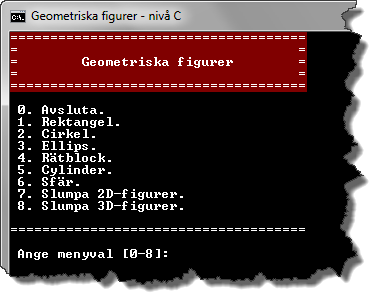 Geometriska figurer - nivå C
=====================================
= =
= Geometriska figurer =
= =
=====================================
0. Avsluta.
1. Rektangel.
2. Cirkel.
3. Ellips.
4. Rätblock.
5. Cylinder.
6. Sfär.
7. Slumpa 2D-figurer.
8. Slumpa 3D-figurer.
=====================================
Ange menyval [0-8]: